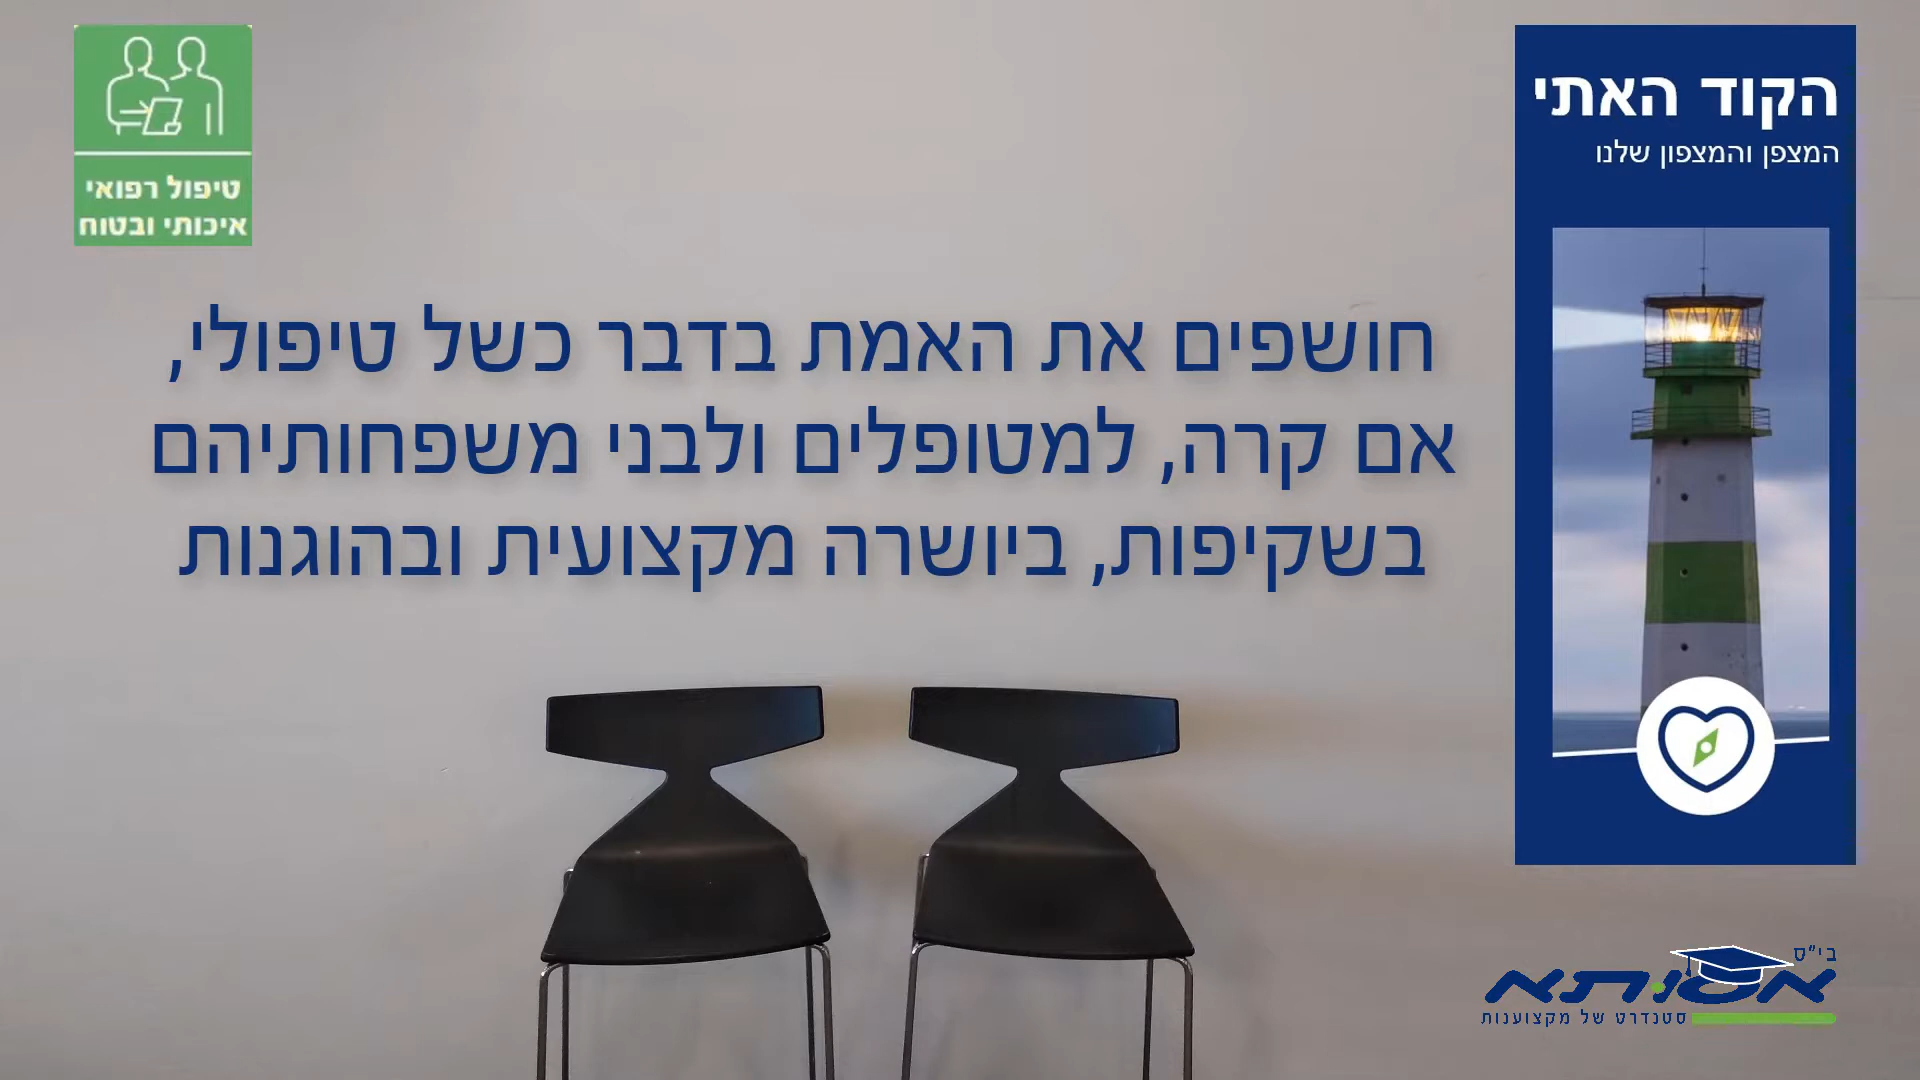 הקוד האתי
המצפן והמצפון שלנו
טיפול רפואי
איכותי ובטוח
חושפים את האמת בדבר כשל טיפולי,
אם קרה, למטופלים ולבני משפחותיהם
בשקיפות, ביושרה מקצועית ובהוגנות
בי"ס
אסותא
סטנדרט של מקצוענות